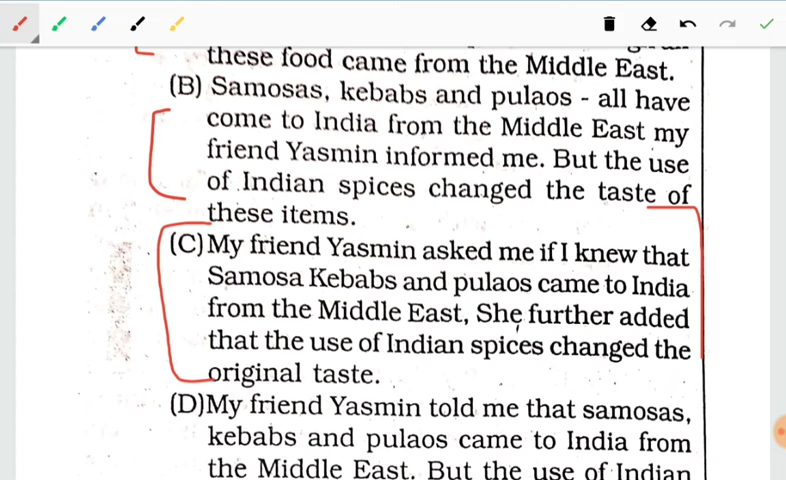 these food came from the Middle East.
(B) Samosas, kebabs and pulaos - all have
come to India from the Middle East my
friend Yasmin informed me. But the use
of Indian spices changed the taste of
these items.
(C) My friend Yasmin asked me if I knew that
Samosa Kebabs and pulaos came to India
from the Middle East, She further added
that the use of Indian spices changed the
original taste.
(D) My friend Yasmin told me that samosas,
kebabs and pulaos came to India from
the Middle East. But the use of Indian